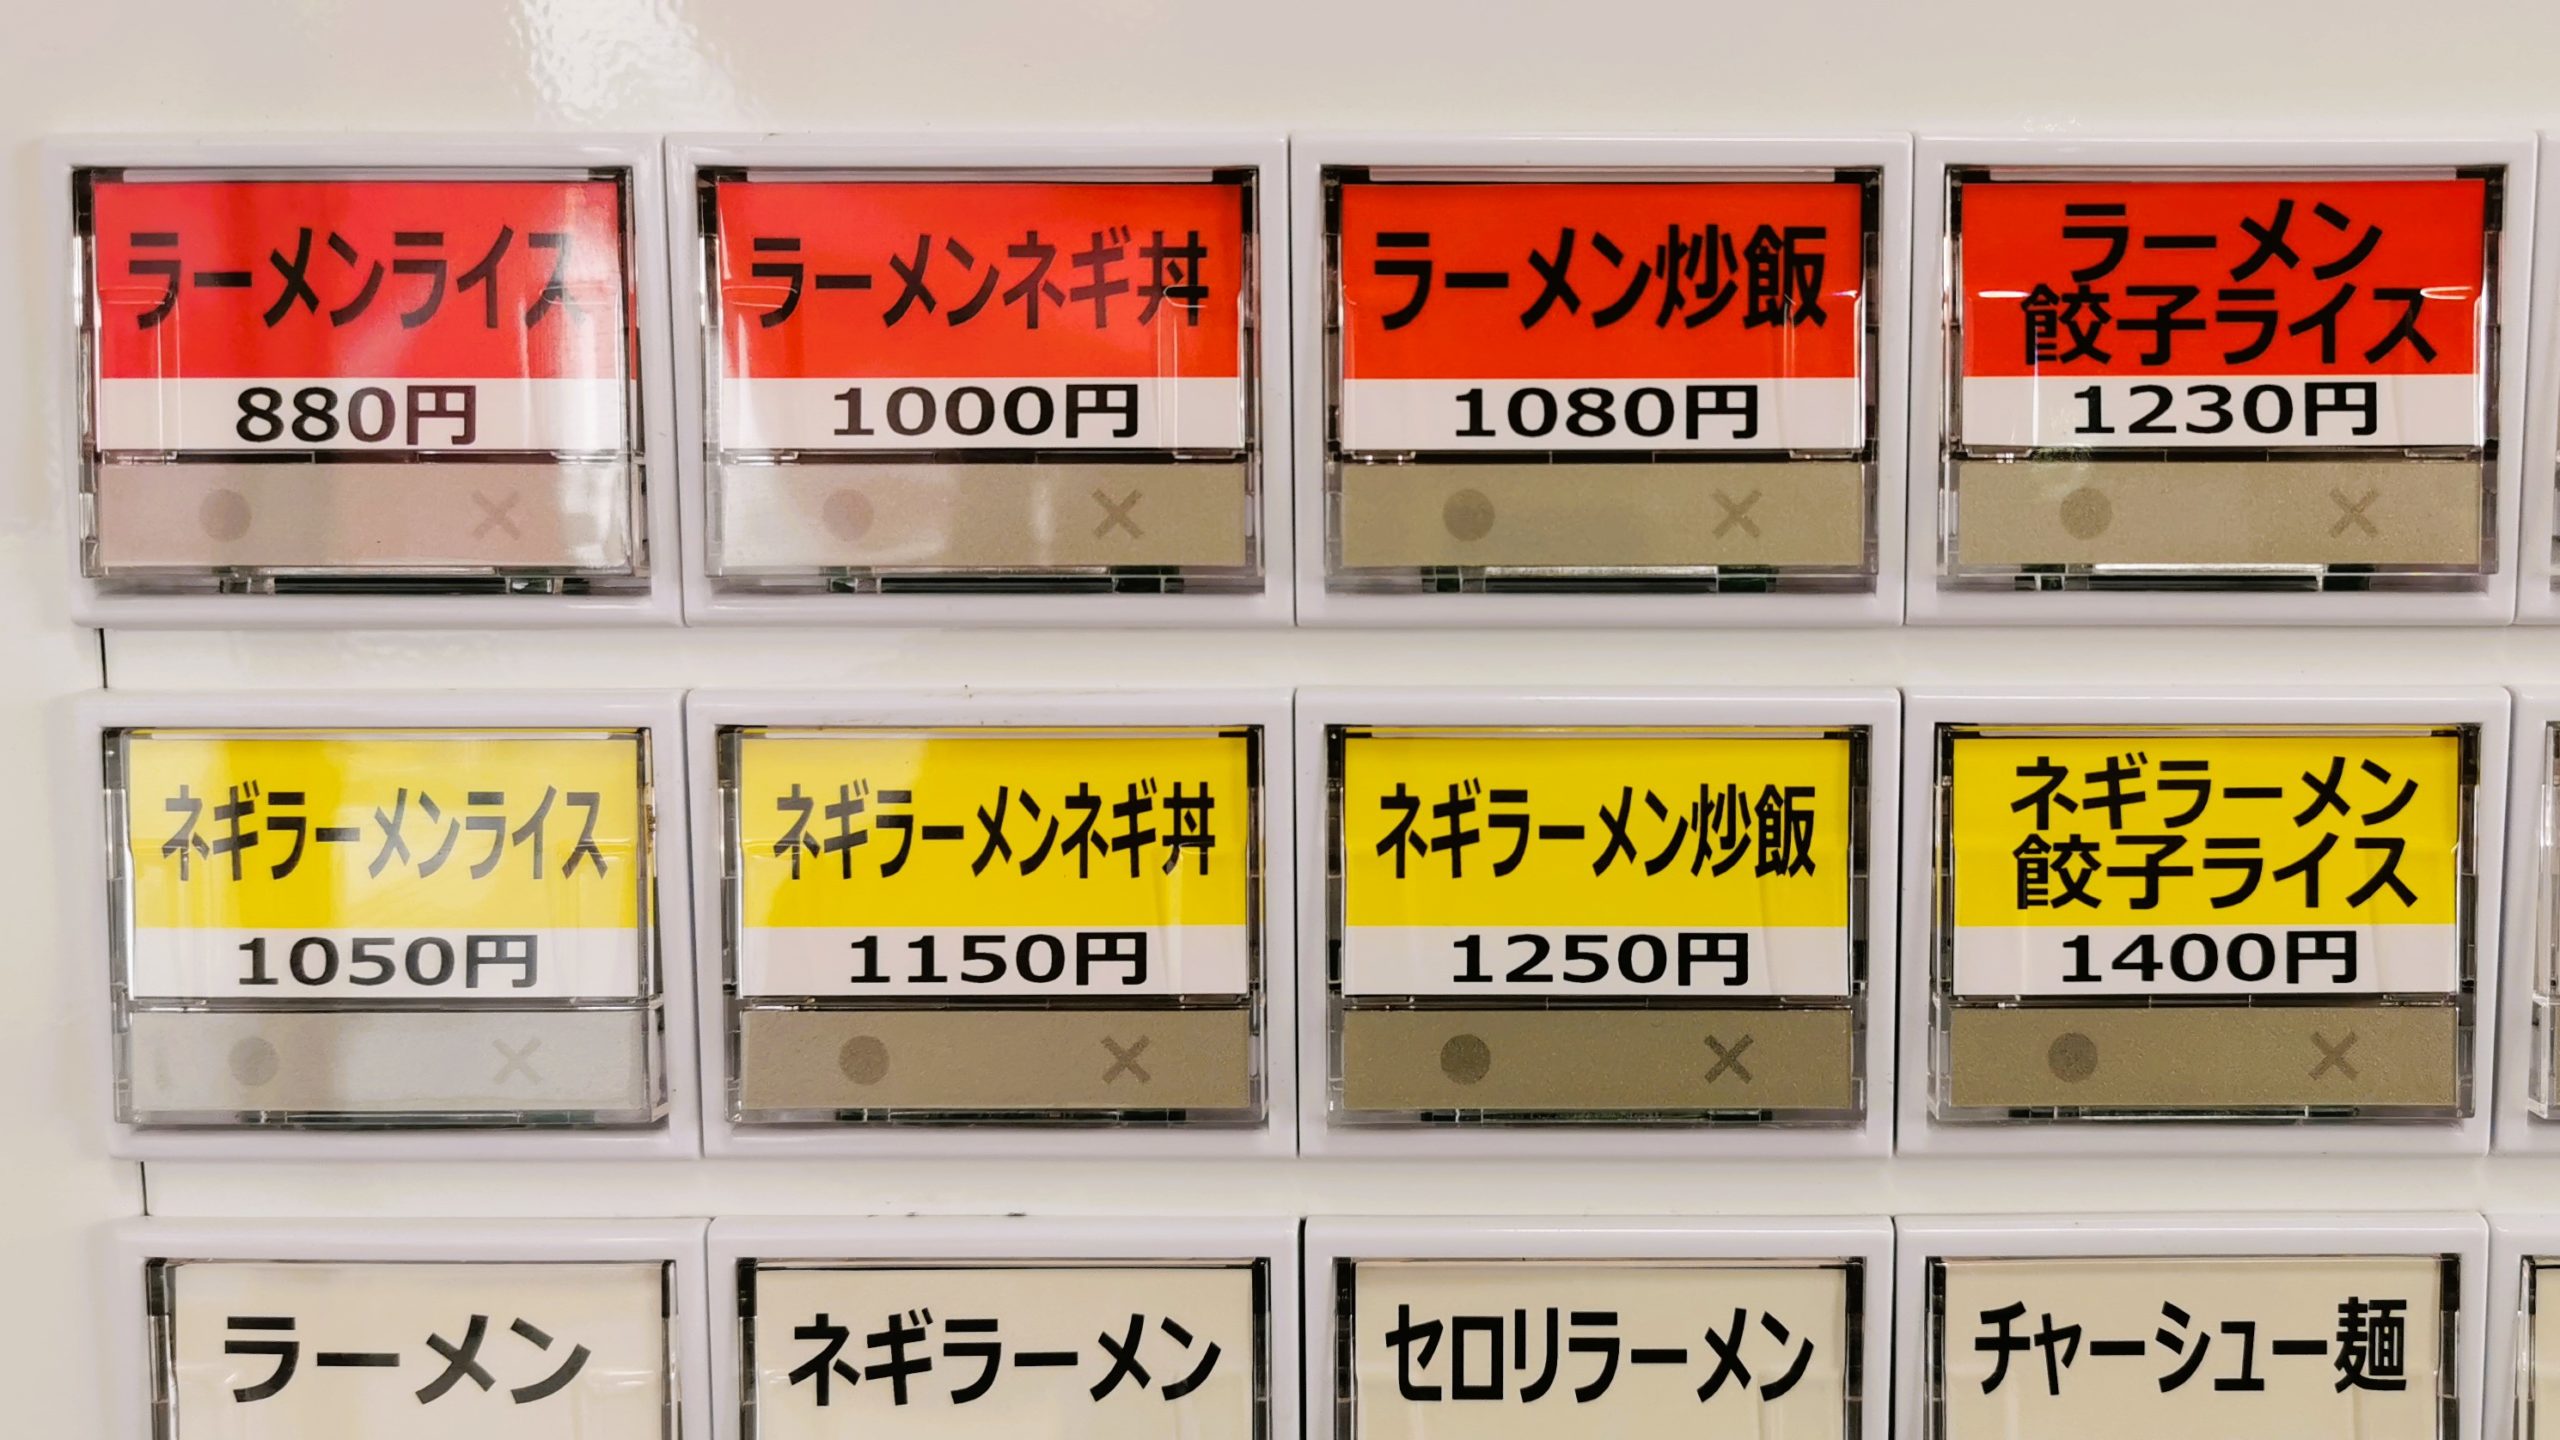 ラーメンライス
880円
ラーメンネギ丼
1000円
ラーメン炒飯
1080円
ラーメン
餃子ライス
1230円
ネギラーメンライス
1050円
ネギラーメンネギ丼
1150円
ネギラーメン炒飯
1250円
ネギラーメン
餃子ライス
1400円
ラーメン
ネギラーメン
セロリラーメン
チャーシュー麺